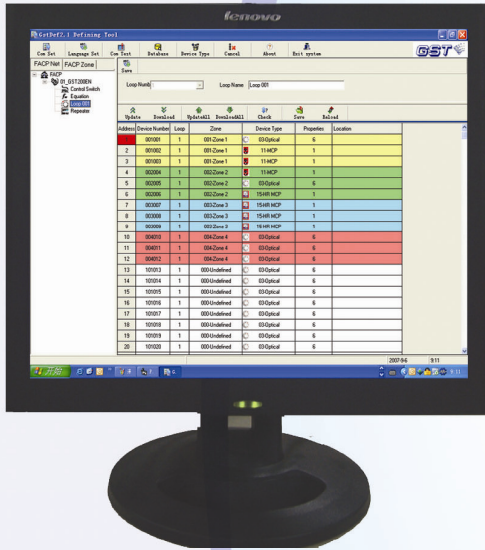 lenovo
GstDef2.1 Defining Tool
Com Set Language Set Com Test Database Device Type Cancel About Exit system
GST
FACP Net FACP Zone
Save
FACP
01_GST200EN
Control Switch
Equation
Loop 001
Repeater
Loop Numb 1 Loop Name Loop 001
Update Download UpdateAll DownloadAll Check Save Reload
Address Device Number Loop Zone Device Type Properties Location
1 001001 1 001-Zone 1 03-Optical 6
2 001002 1 001-Zone 1 11-MCP 1
3 001003 1 001-Zone 1 11-MCP 1
4 002004 1 002-Zone 2 11-MCP 1
5 002005 1 002-Zone 2 03-Optical 6
6 002006 1 002-Zone 2 15-HR MCP 1
7 003007 1 003-Zone 3 15-HR MCP 1
8 003008 1 003-Zone 3 15-HR MCP 1
9 003009 1 003-Zone 3 15-HR MCP 1
10 004010 1 004-Zone 4 03-Optical 6
11 004011 1 004-Zone 4 03-Optical 6
12 004012 1 004-Zone 4 03-Optical 6
13 101013 1 000-Undefined 03-Optical 6
14 101014 1 000-Undefined 03-Optical 6
15 101015 1 000-Undefined 03-Optical 6
16 101016 1 000-Undefined 03-Optical 6
17 101017 1 000-Undefined 03-Optical 6
18 101018 1 000-Undefined 03-Optical 6
19 101019 1 000-Undefined 03-Optical 6
20 101020 1 000-Undefined 03-Optical 6
2007-9-6 9:11
开始
9:11